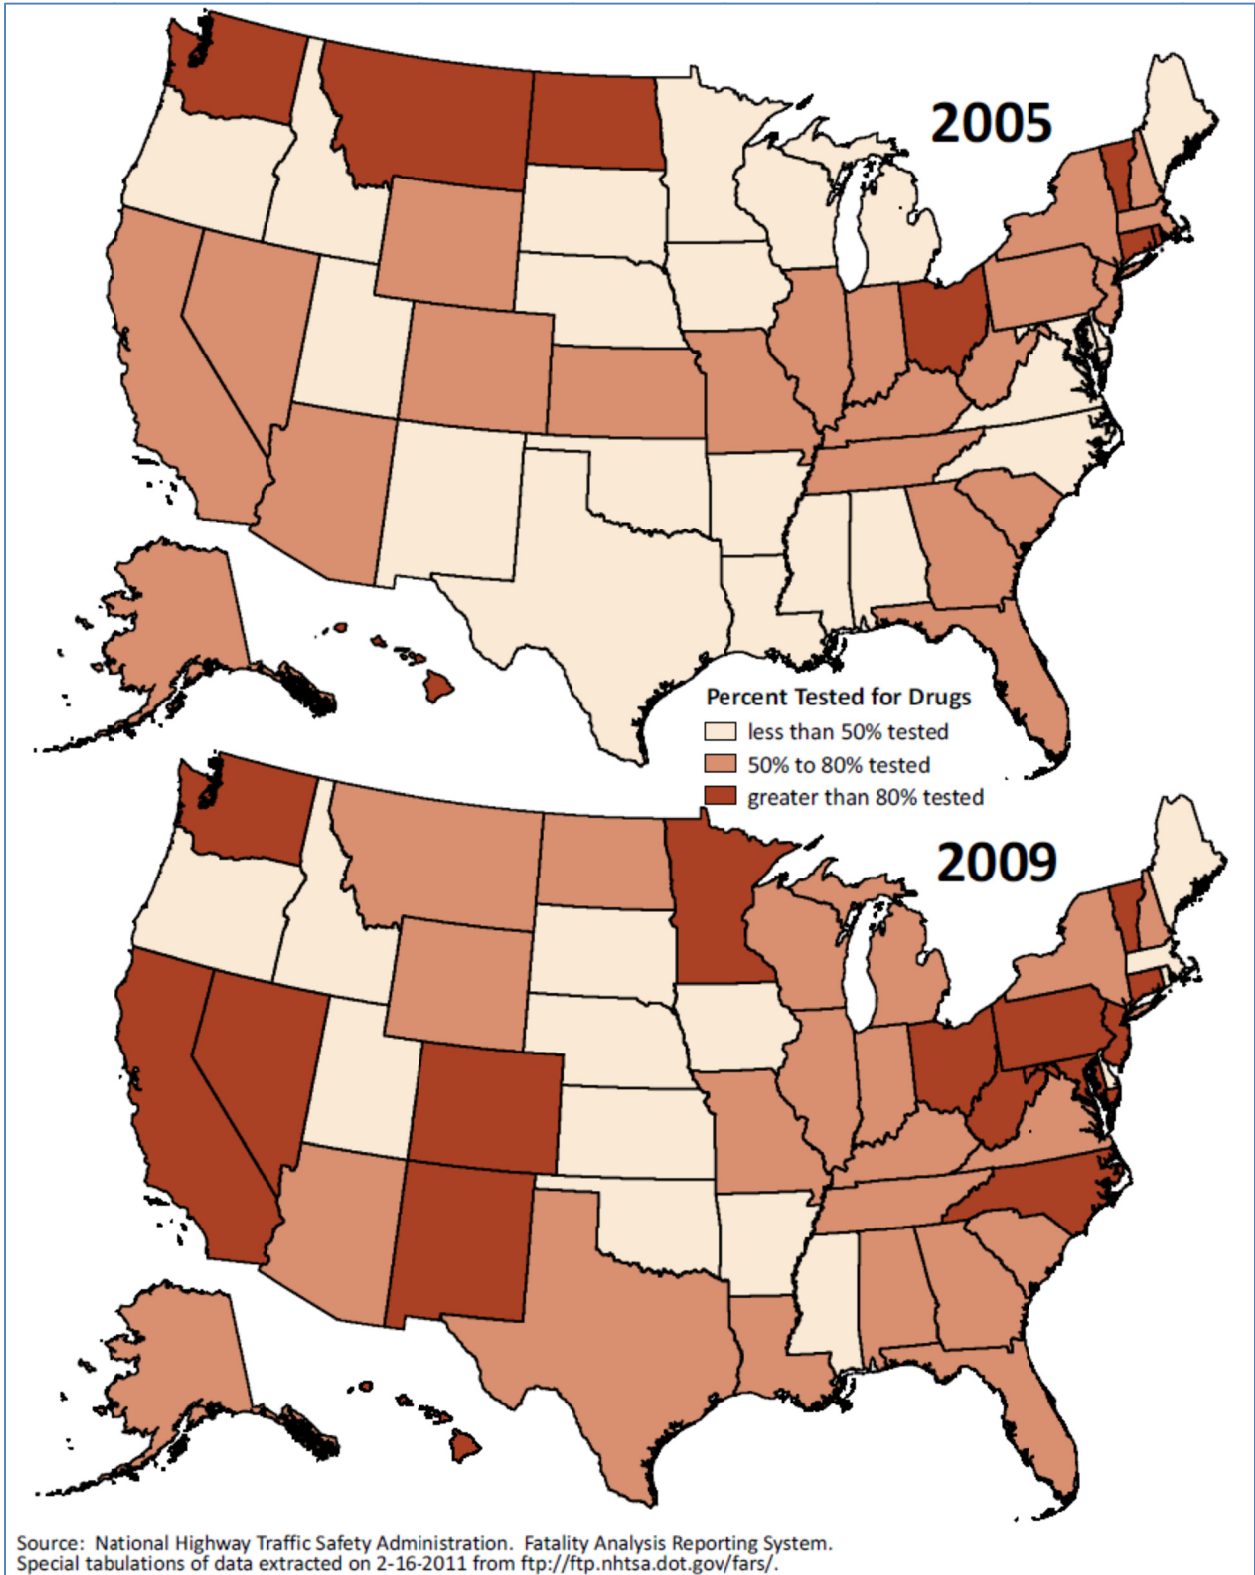 2005
Percent Tested for Drugs
less than 50% tested
50% to 80% tested
greater than 80% tested
2009
Source:  National Highway Traffic Safety Administration.  Fatality Analysis Reporting System.
Special tabulations of data extracted on 2-16-2011 from ftp://ftp.nhtsa.dot.gov/fars/.